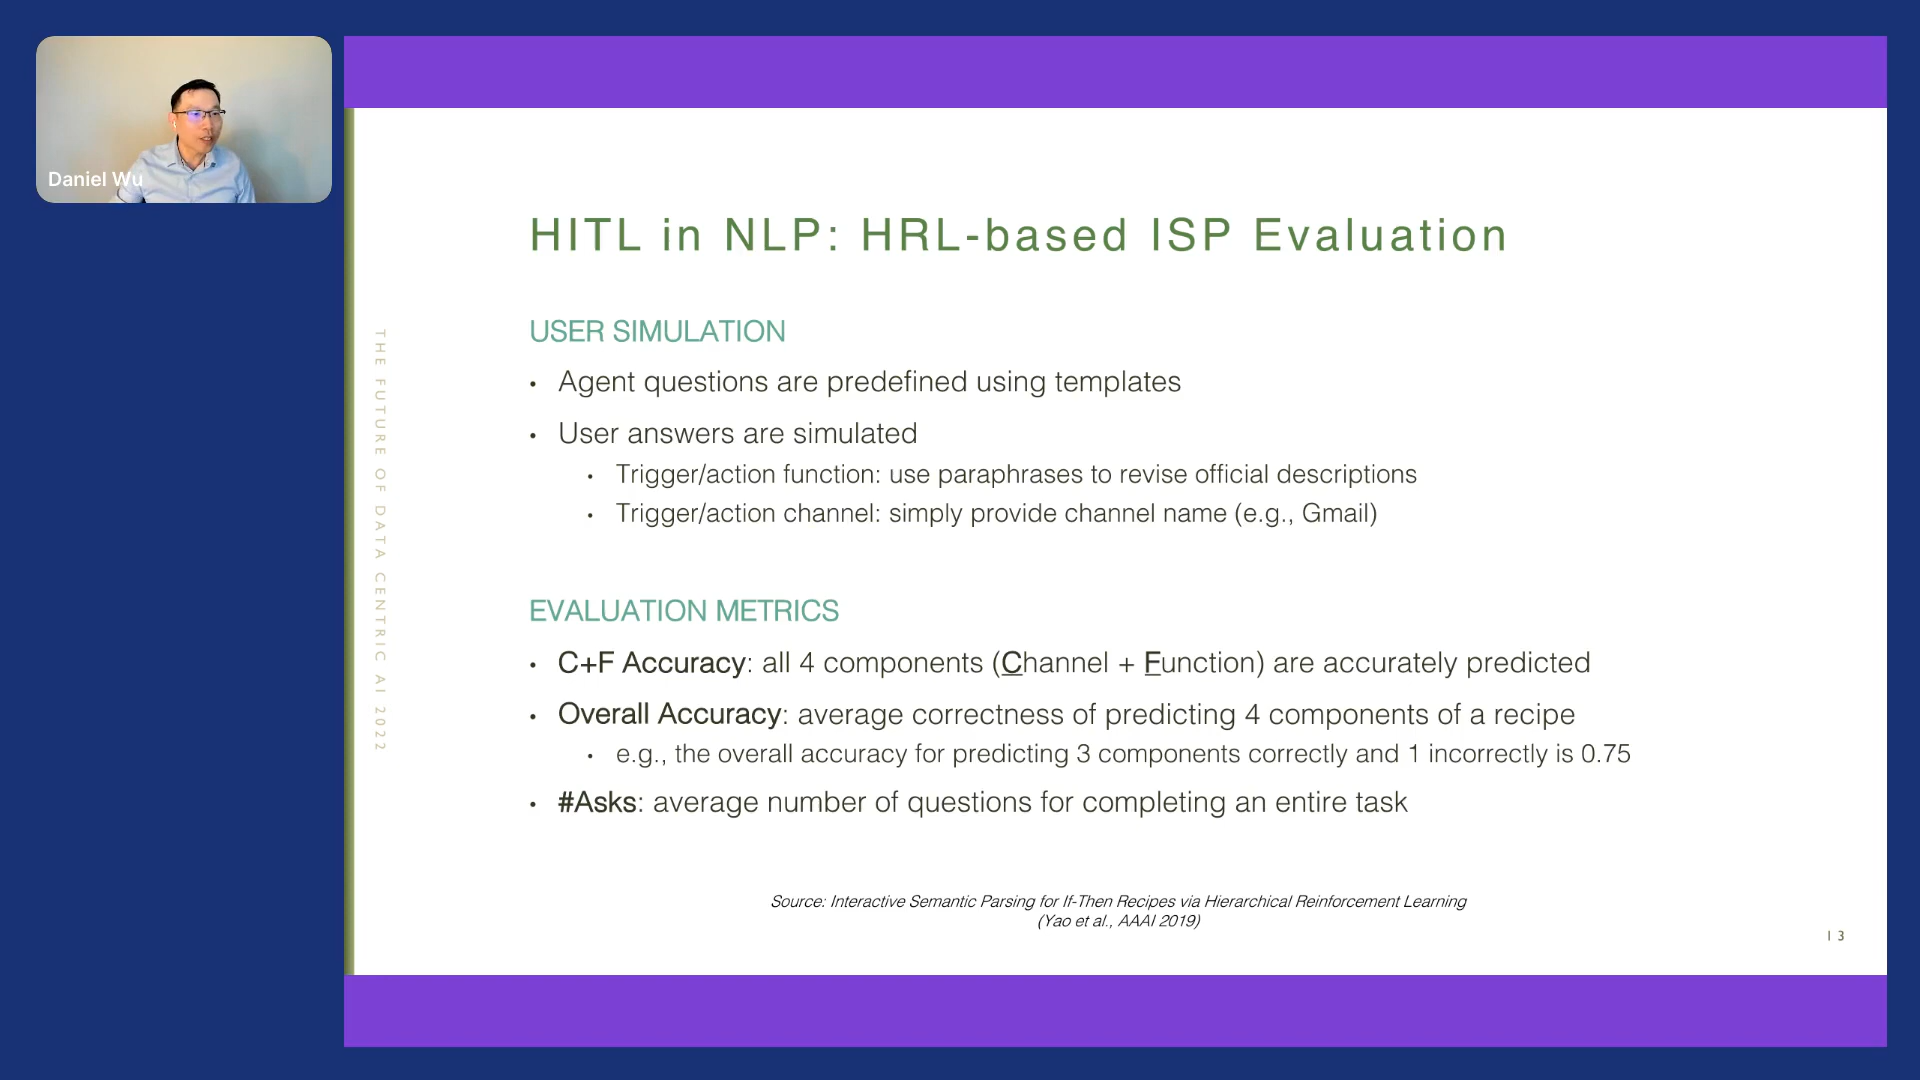 Daniel Wu
HITL in NLP: HRL-based ISP Evaluation
THE FUTURE OF DATA CENTRIC AI 2022
USER SIMULATION
• Agent questions are predefined using templates
• User answers are simulated
• Trigger/action function: use paraphrases to revise official descriptions
• Trigger/action channel: simply provide channel name (e.g., Gmail)
EVALUATION METRICS
• C+F Accuracy: all 4 components (Channel + Function) are accurately predicted
• Overall Accuracy: average correctness of predicting 4 components of a recipe
• e.g., the overall accuracy for predicting 3 components correctly and 1 incorrectly is 0.75
• #Asks: average number of questions for completing an entire task
Source: Interactive Semantic Parsing for If-Then Recipes via Hierarchical Reinforcement Learning
(Yao et al., AAAI 2019)
13